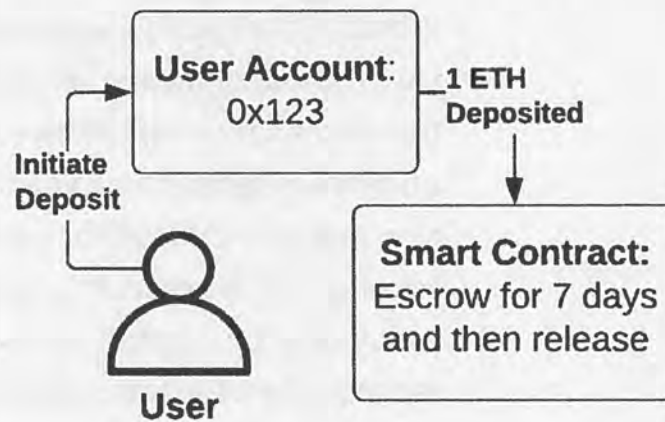 User Account:
0x123
1 ETH
Deposited
Initiate
Deposit
Smart Contract:
Escrow for 7 days
and then release
User